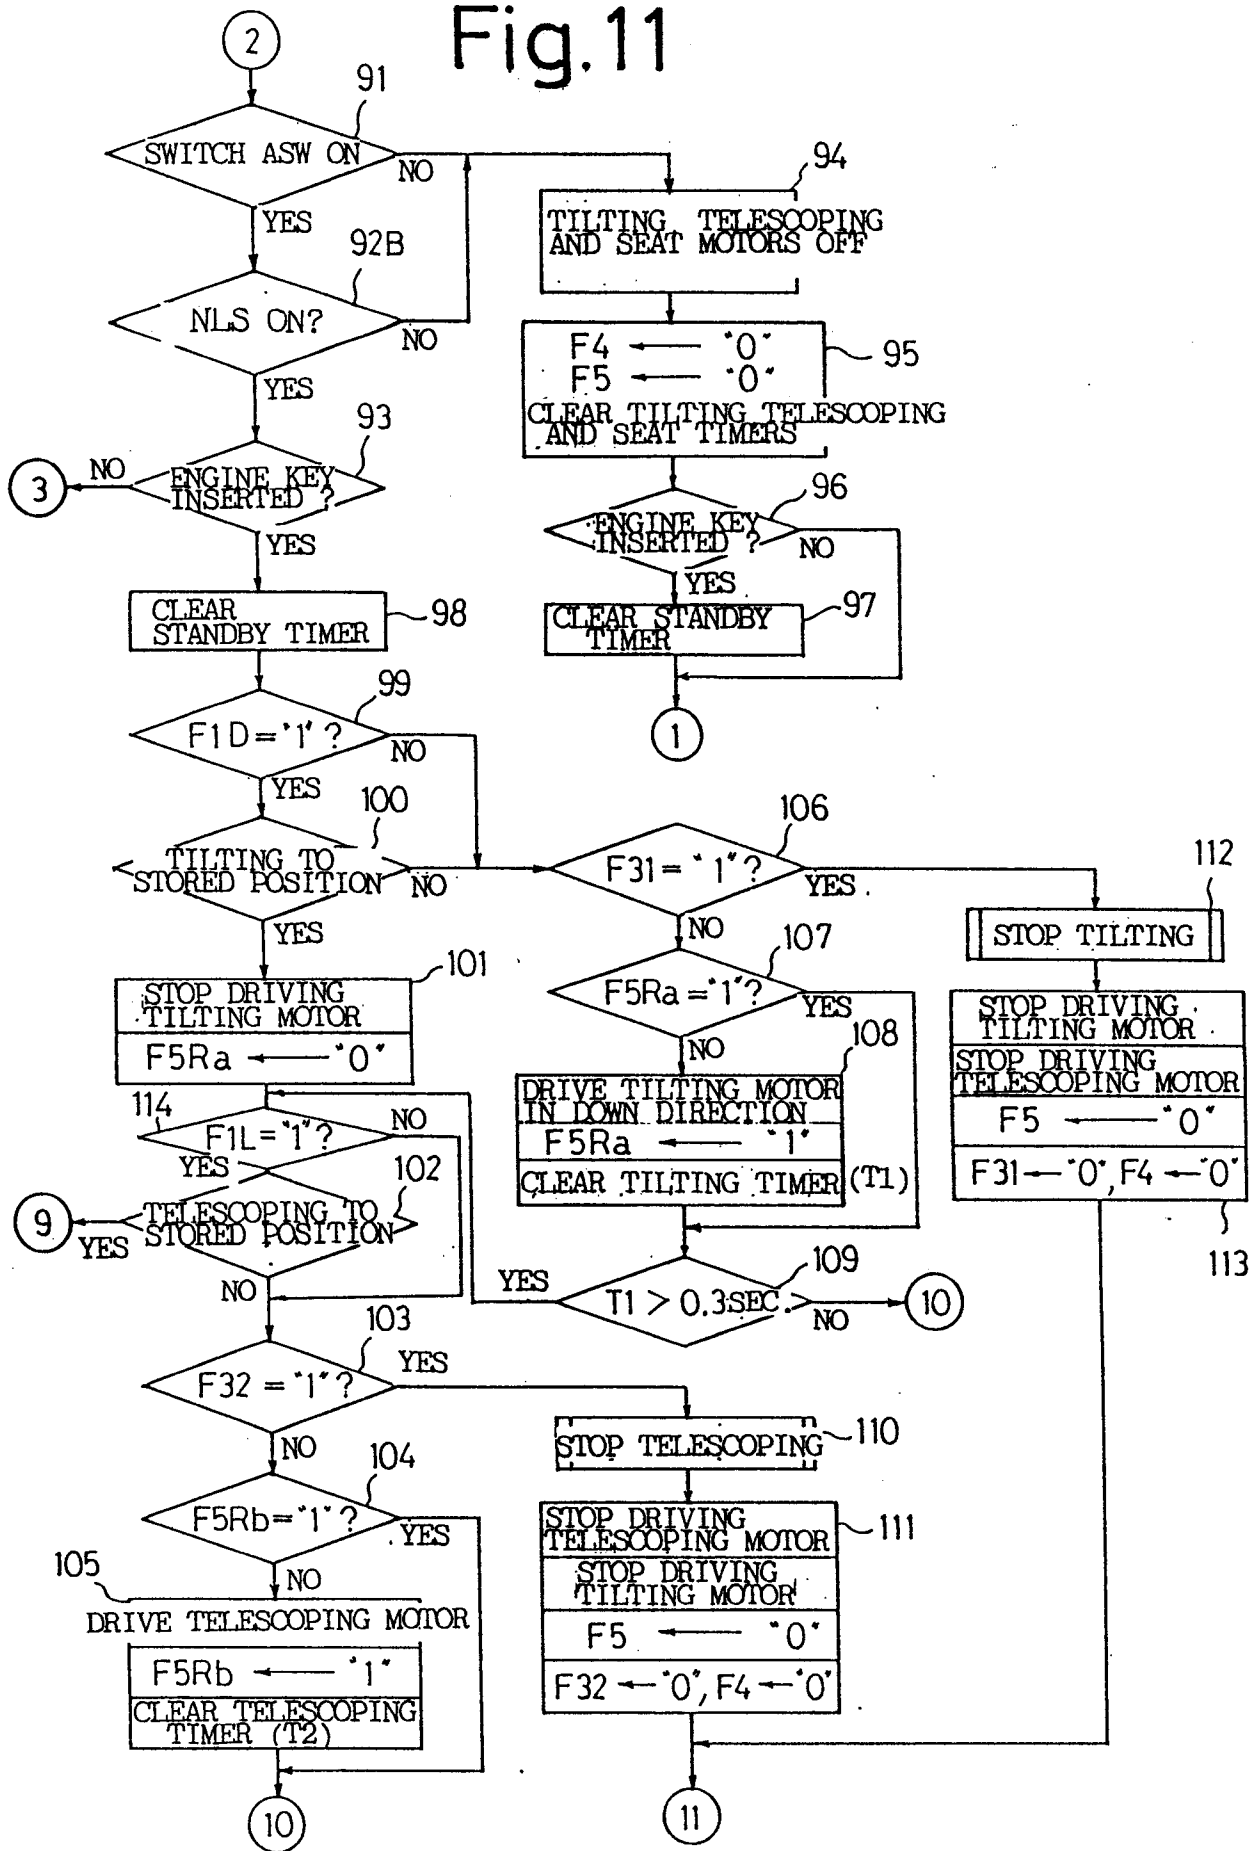 Fig.11
2
91
SWITCH ASW ON
NO
YES
92B
NLS ON?
NO
YES
93
ENGINE KEY
INSERTED ?
NO
3
YES
94
TILTING, TELESCOPING
AND SEAT MOTORS OFF
95
F4 ← "0"
F5 ← "0"
CLEAR TILTING TELESCOPING
AND SEAT TIMERS
96
ENGINE KEY
INSERTED ?
NO
YES
97
CLEAR STANDBY
TIMER
1
98
CLEAR
STANDBY TIMER
99
F1D="1"?
NO
YES
100
TILTING TO
STORED POSITION
NO
YES
101
STOP DRIVING
TILTING MOTOR
F5Ra ← "0"
114
F1L="1"?
NO
YES
102
TELESCOPING TO
STORED POSITION
9
YES
NO
103
F32="1"?
YES
NO
104
F5Rb="1"?
YES
NO
105
DRIVE TELESCOPING MOTOR
F5Rb ← "1"
CLEAR TELESCOPING
TIMER (T2)
10
106
F31="1"?
YES
NO
107
F5Ra="1"?
YES
NO
108
DRIVE TILTING MOTOR
IN DOWN DIRECTION
F5Ra ← "1"
CLEAR TILTING TIMER (T1)
109
T1 > 0.3SEC.
YES
NO
10
110
STOP TELESCOPING
111
STOP DRIVING
TELESCOPING MOTOR
STOP DRIVING
TILTING MOTOR
F5 ← "0"
F32 ← "0", F4 ← "0"
11
112
STOP TILTING
STOP DRIVING
TILTING MOTOR
STOP DRIVING
TELESCOPING MOTOR
F5 ← "0"
F31 ← "0", F4 ← "0"
113